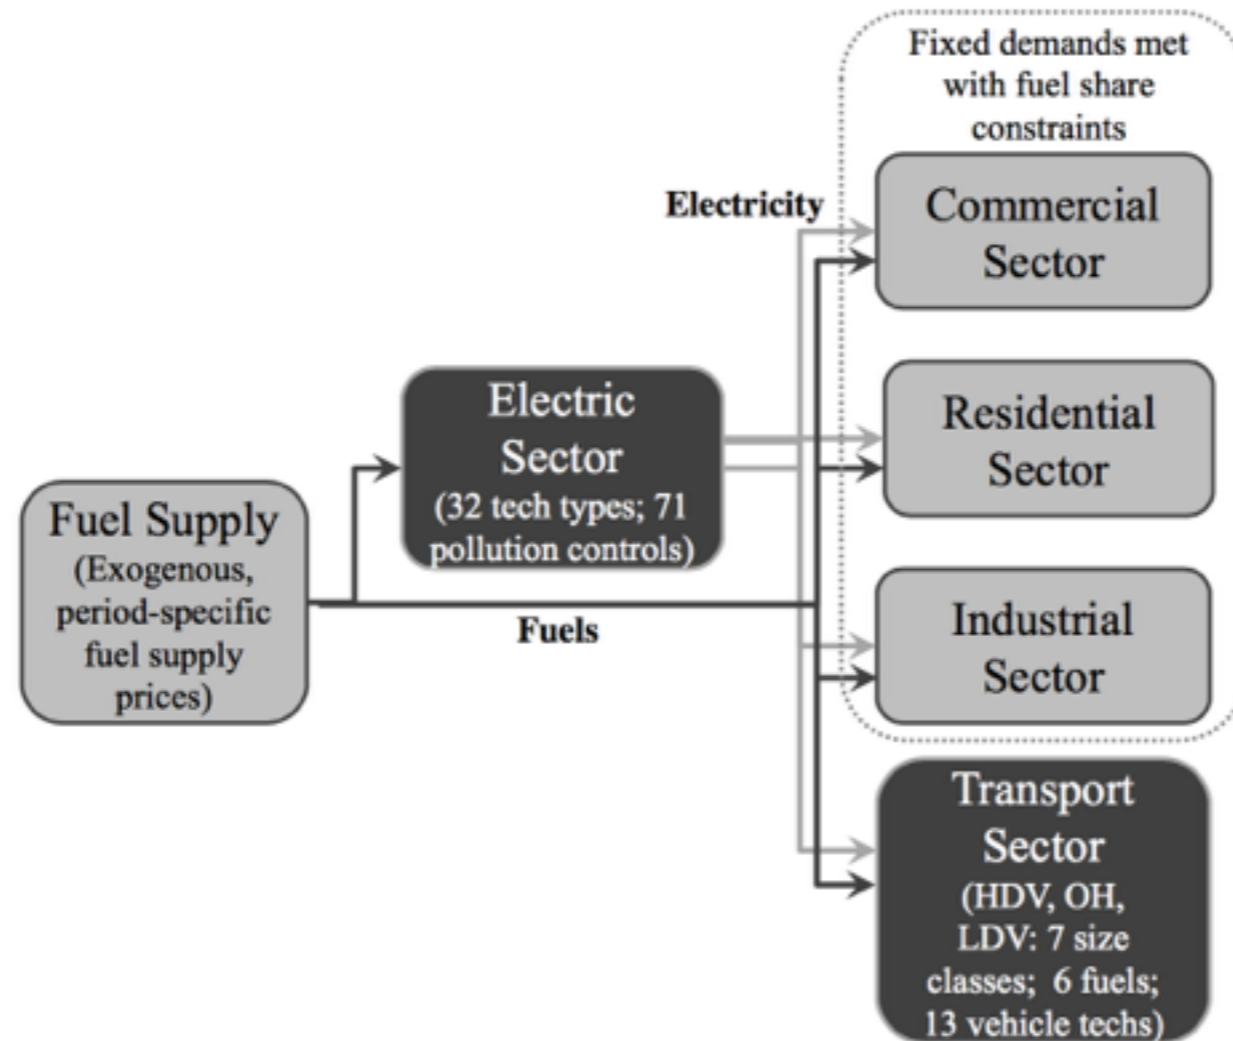 Fixed demands met
with fuel share
constraints
Electricity
Commercial
Sector
Electric
Sector
(32 tech types; 71
pollution controls)
Residential
Sector
Fuel Supply
(Exogenous,
period-specific
fuel supply
prices)
Fuels
Industrial
Sector
Transport
Sector
(HDV, OH,
LDV: 7 size
classes; 6 fuels;
13 vehicle techs)